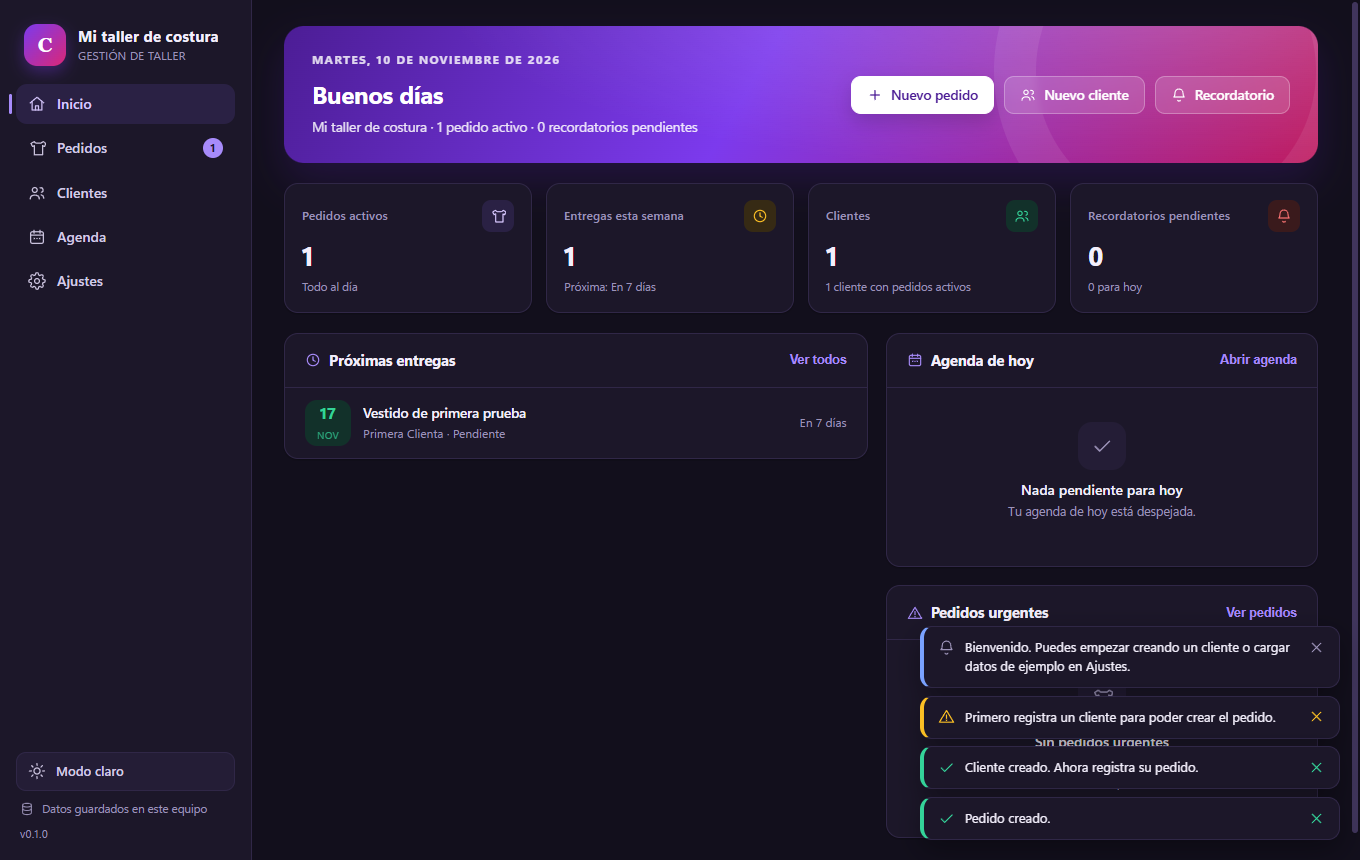 C
Mi taller de costura
GESTIÓN DE TALLER
Inicio
Pedidos
1
Clientes
Agenda
Ajustes
Modo claro
Datos guardados en este equipo
v0.1.0
MARTES, 10 DE NOVIEMBRE DE 2026
Buenos días
Mi taller de costura · 1 pedido activo · 0 recordatorios pendientes
Nuevo pedido
Nuevo cliente
Recordatorio
Pedidos activos
1
Todo al día
Entregas esta semana
1
Próxima: En 7 días
Clientes
1
1 cliente con pedidos activos
Recordatorios pendientes
0
0 para hoy
Próximas entregas
Ver todos
17
NOV
Vestido de primera prueba
Primera Clienta · Pendiente
En 7 días
Agenda de hoy
Abrir agenda
Nada pendiente para hoy
Tu agenda de hoy está despejada.
Pedidos urgentes
Ver pedidos
Bienvenido. Puedes empezar creando un cliente o cargar
datos de ejemplo en Ajustes.
Primero registra un cliente para poder crear el pedido.
Sin pedidos urgentes
Cliente creado. Ahora registra su pedido.
Pedido creado.